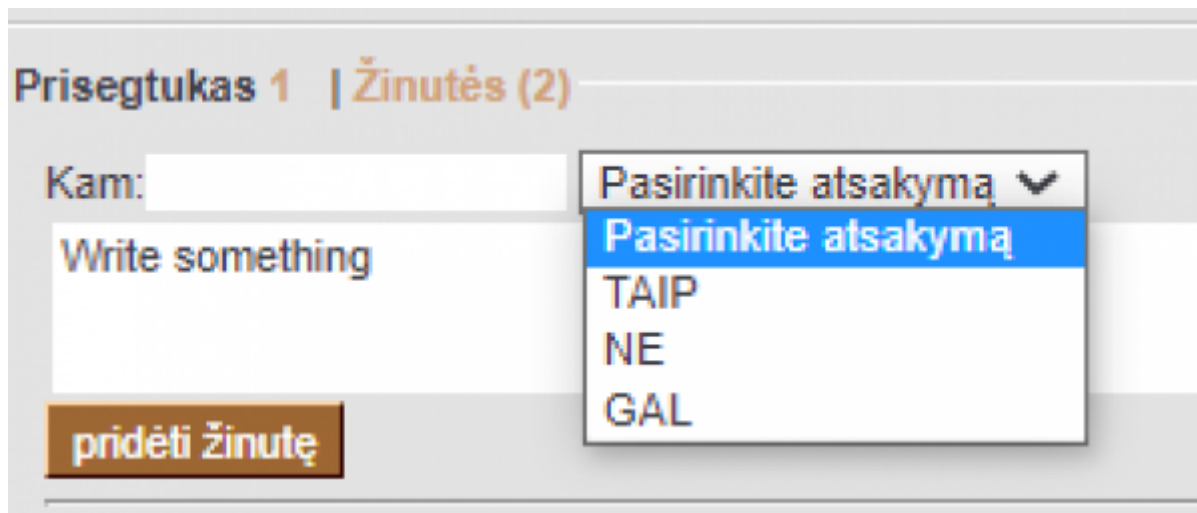 Prisegtukas 1 | Žinutės (2)
Kam: Pasirinkite atsakymą
Write something
Pasirinkite atsakymą
TAIP
NE
GAL
pridėti žinutę